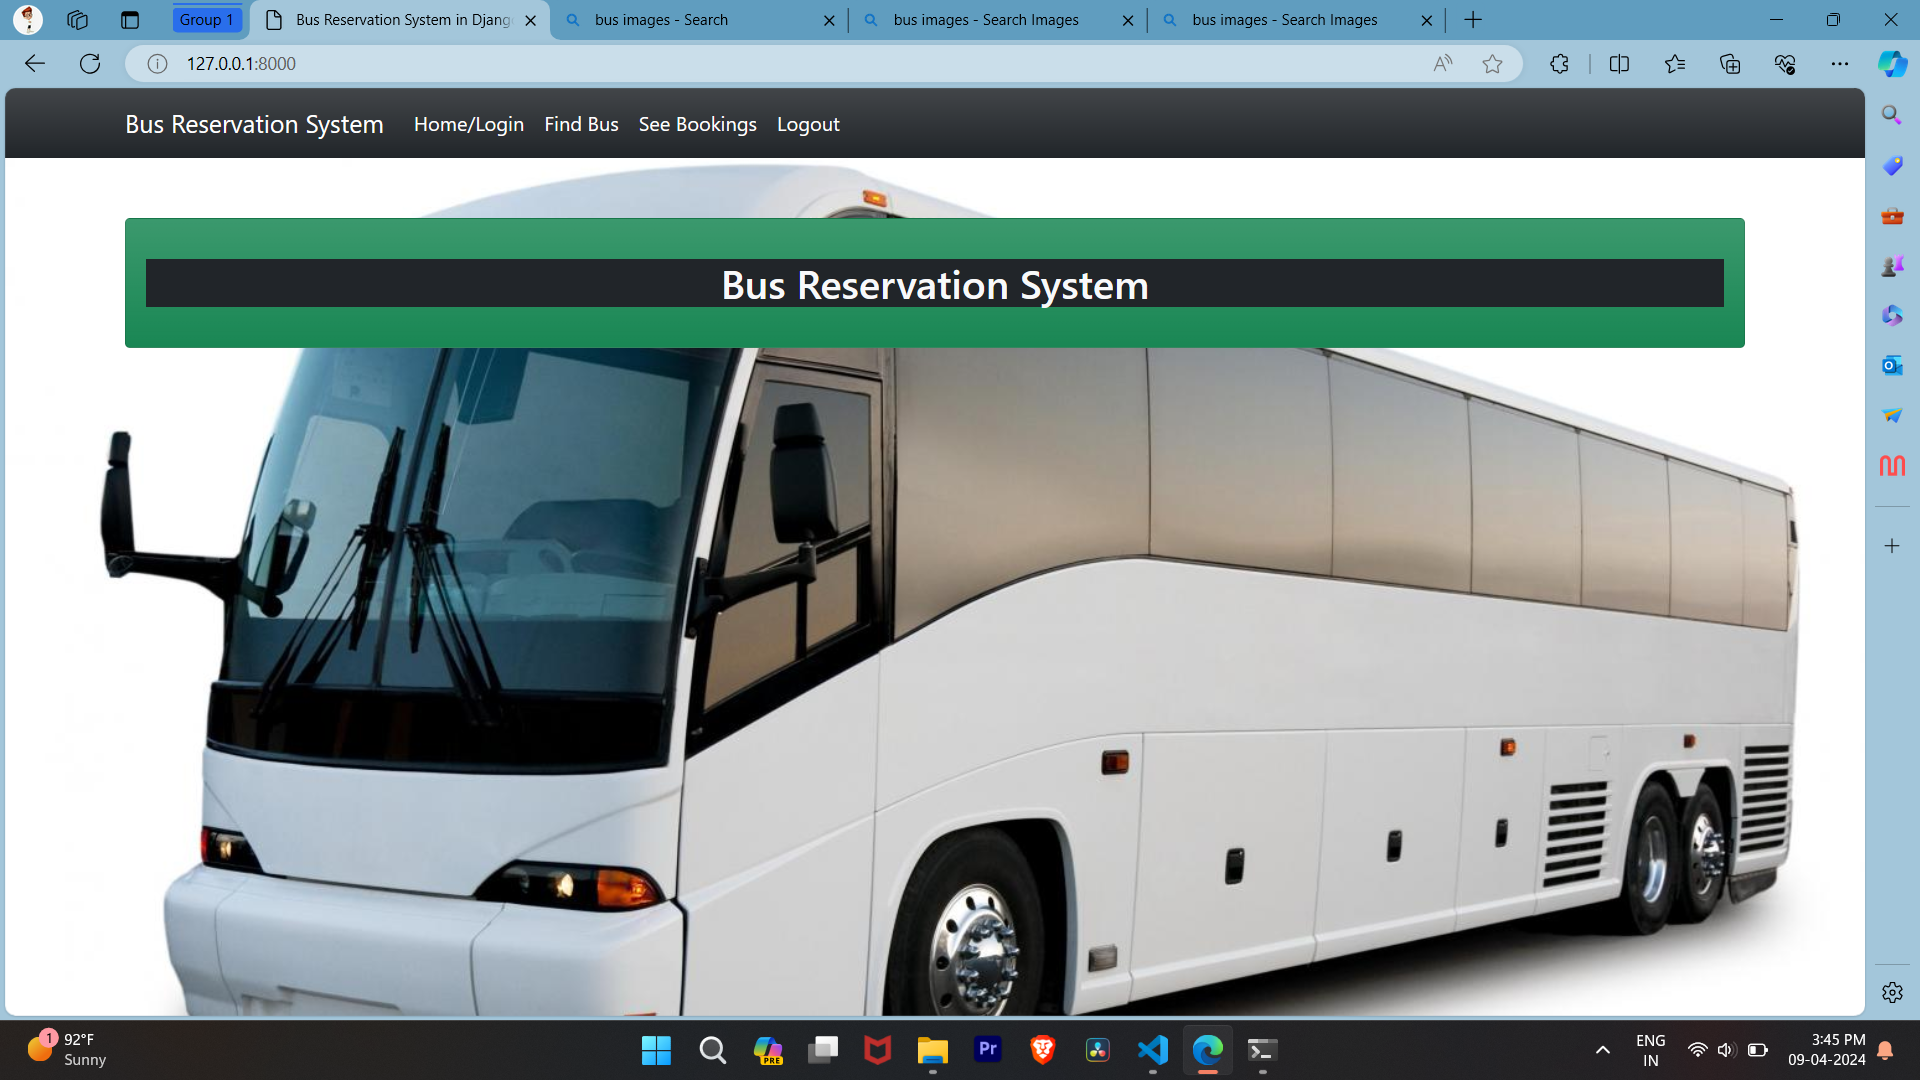 Group 1
Bus Reservation System in Djang
bus images - Search
bus images - Search Images
bus images - Search Images
127.0.0.1:8000
Bus Reservation System
Home/Login
Find Bus
See Bookings
Logout
Bus Reservation System
1
92°F
Sunny
PRE
Pr
ENG
IN
3:45 PM
09-04-2024